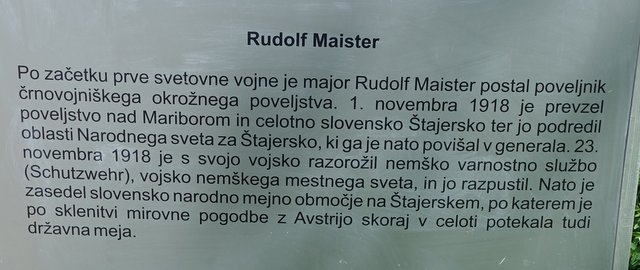 Rudolf Maister
Po začetku prve svetovne vojne je major Rudolf Maister postal poveljnik
črnovojniškega okrožnega poveljstva. 1. novembra 1918 je prevzel
poveljstvo nad Mariborom in celotno slovensko Štajersko ter jo podredil
oblasti Narodnega sveta za Štajersko, ki ga je nato povišal v generala. 23.
novembra 1918 je s svojo vojsko razorožil nemško varnostno službo
(Schutzwehr), vojsko nemškega mestnega sveta, in jo razpustil. Nato je
zasedel slovensko narodno mejno območje na Štajerskem, po katerem je
po sklenitvi mirovne pogodbe z Avstrijo skoraj v celoti potekala tudi
državna meja.